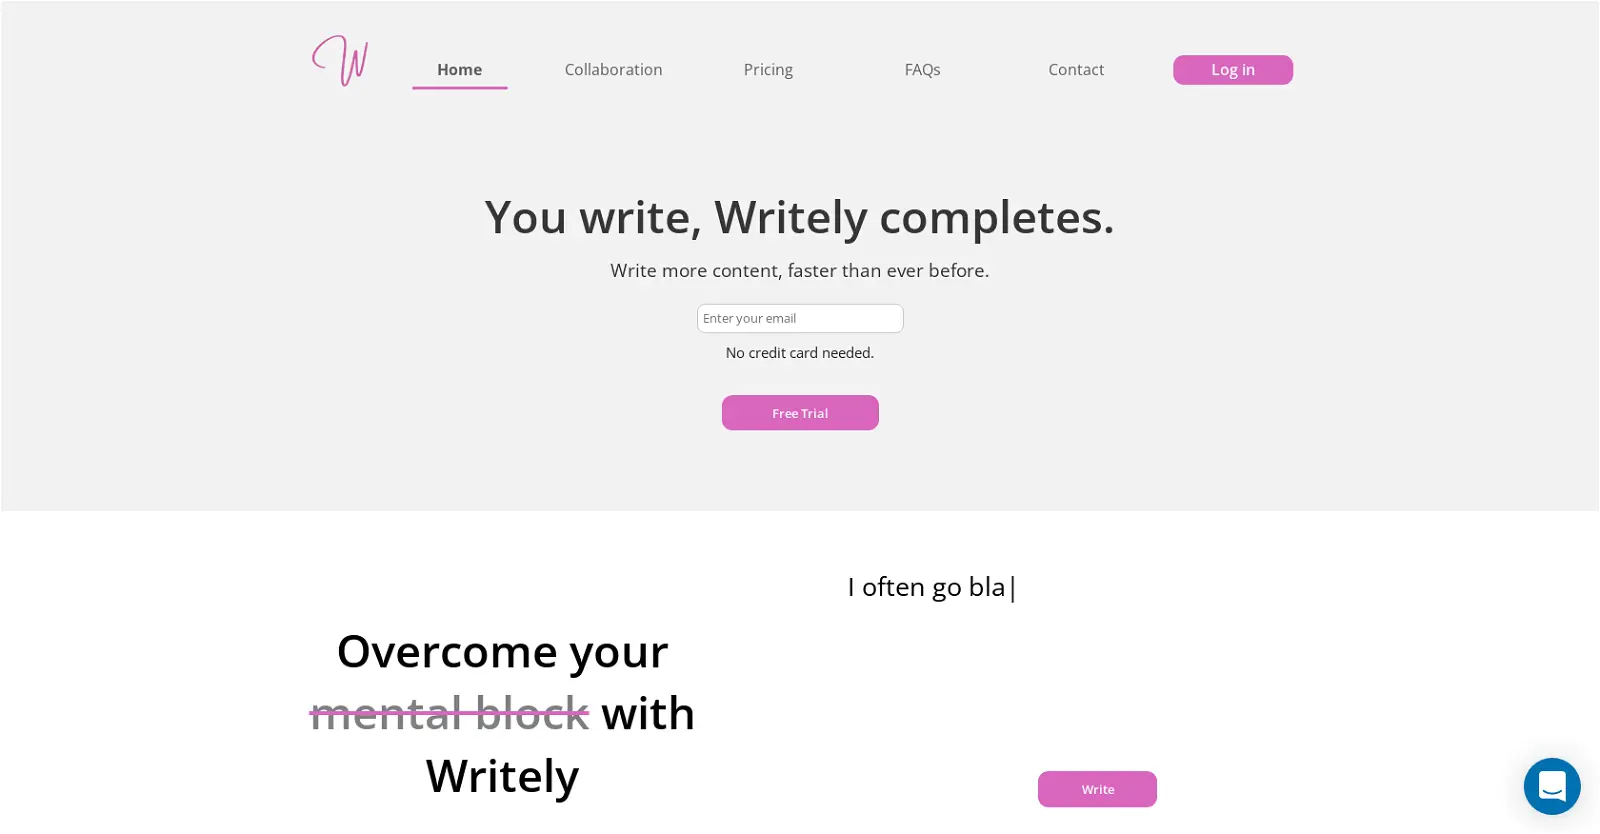 W
Home Collaboration Pricing FAQs Contact Log in
You write, Writely completes.
Write more content, faster than ever before.
Enter your email
No credit card needed.
Free Trial
I often go bla|
Overcome your
mental block with
Writely
Write